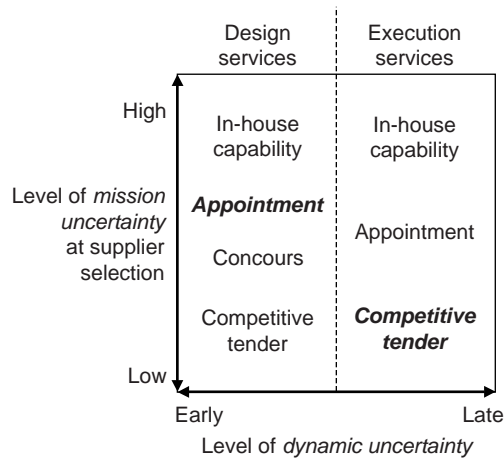 Design
services
Execution
services
High
In-house
capability
In-house
capability
Level of mission
uncertainty
at supplier
selection
Appointment
Appointment
Concours
Competitive
tender
Competitive
tender
Low
Early
Late
Level of dynamic uncertainty